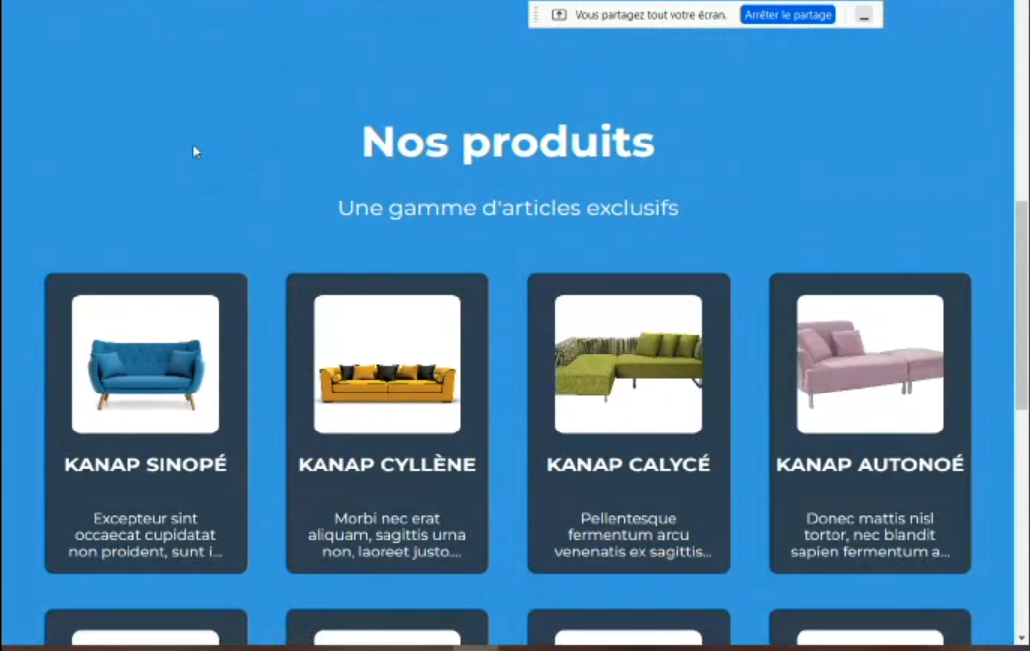 Vous partagez tout votre écran. Arrêter le partage
Nos produits
Une gamme d'articles exclusifs
KANAP SINOPÉ
Excepteur sint
occaecat cupidatat
non proident, sunt i...
KANAP CYLLÈNE
Morbi nec erat
aliquam, sagittis urna
non, laoreet justo....
KANAP CALYCÉ
Pellentesque
fermentum arcu
venenatis ex sagittis...
KANAP AUTONOÉ
Donec mattis nisl
tortor, nec blandit
sapien fermentum a...